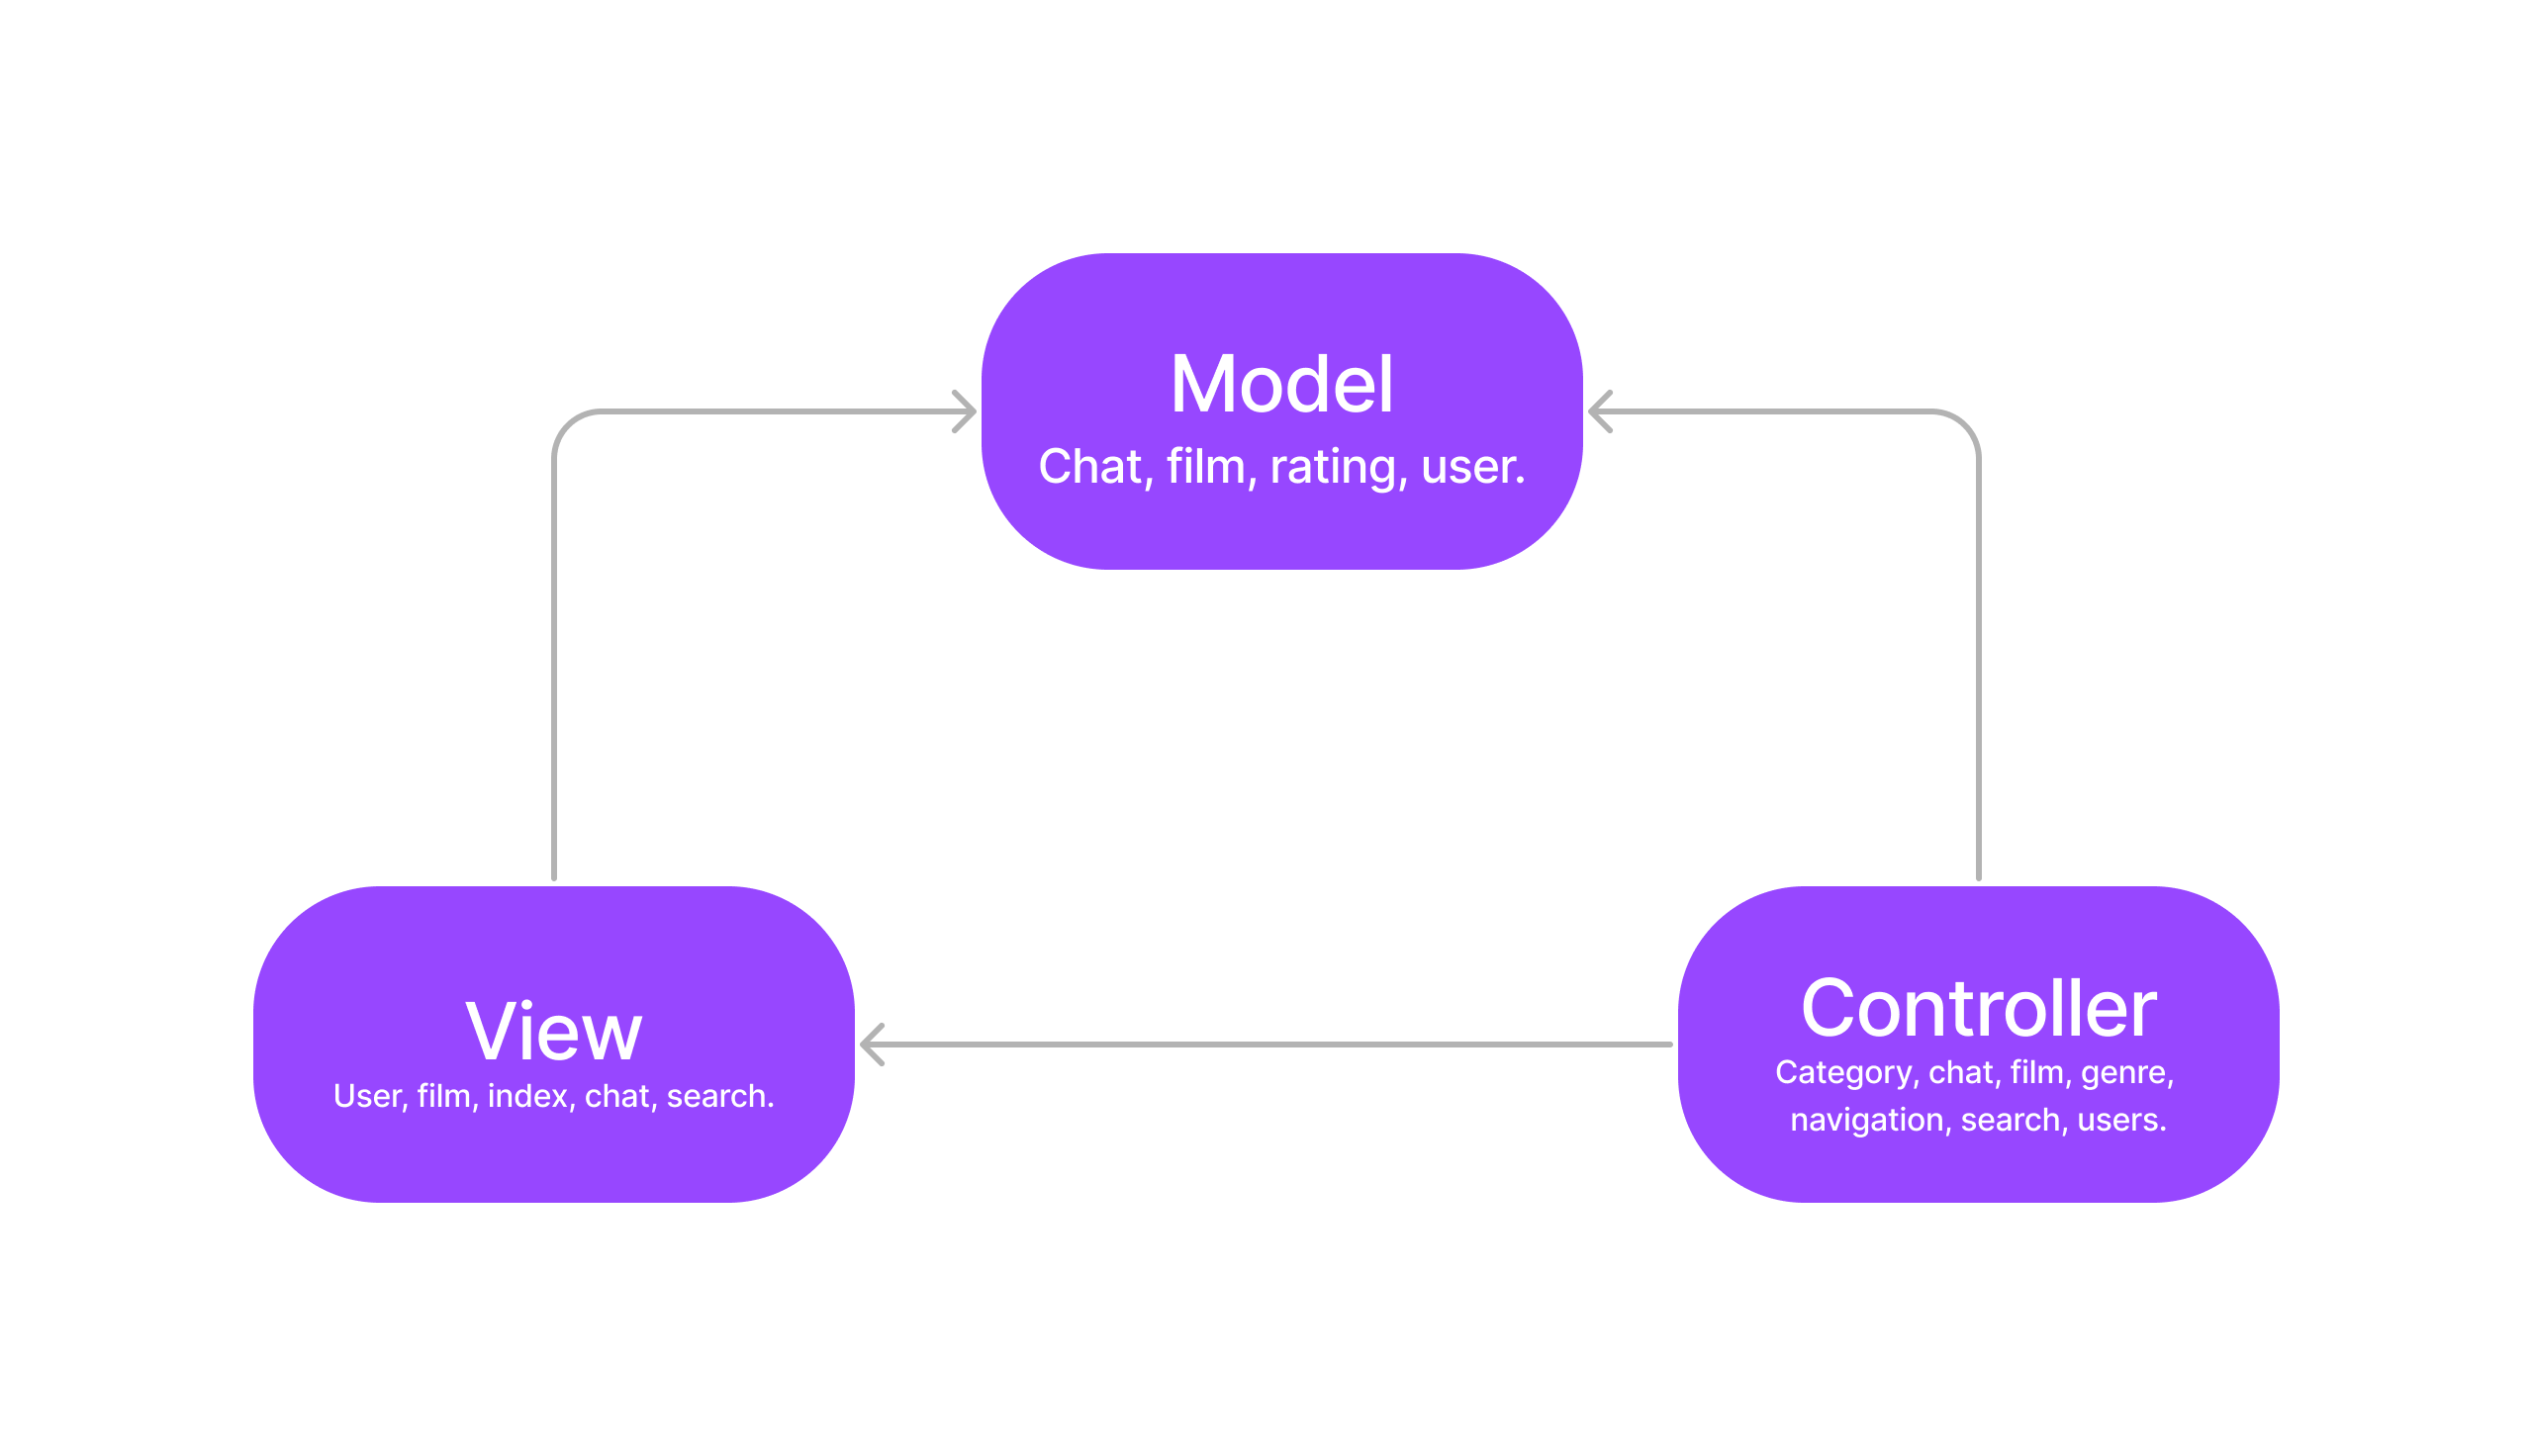 Model
Chat, film, rating, user.
View
User, film, index, chat, search.
Controller
Category, chat, film, genre,
navigation, search, users.